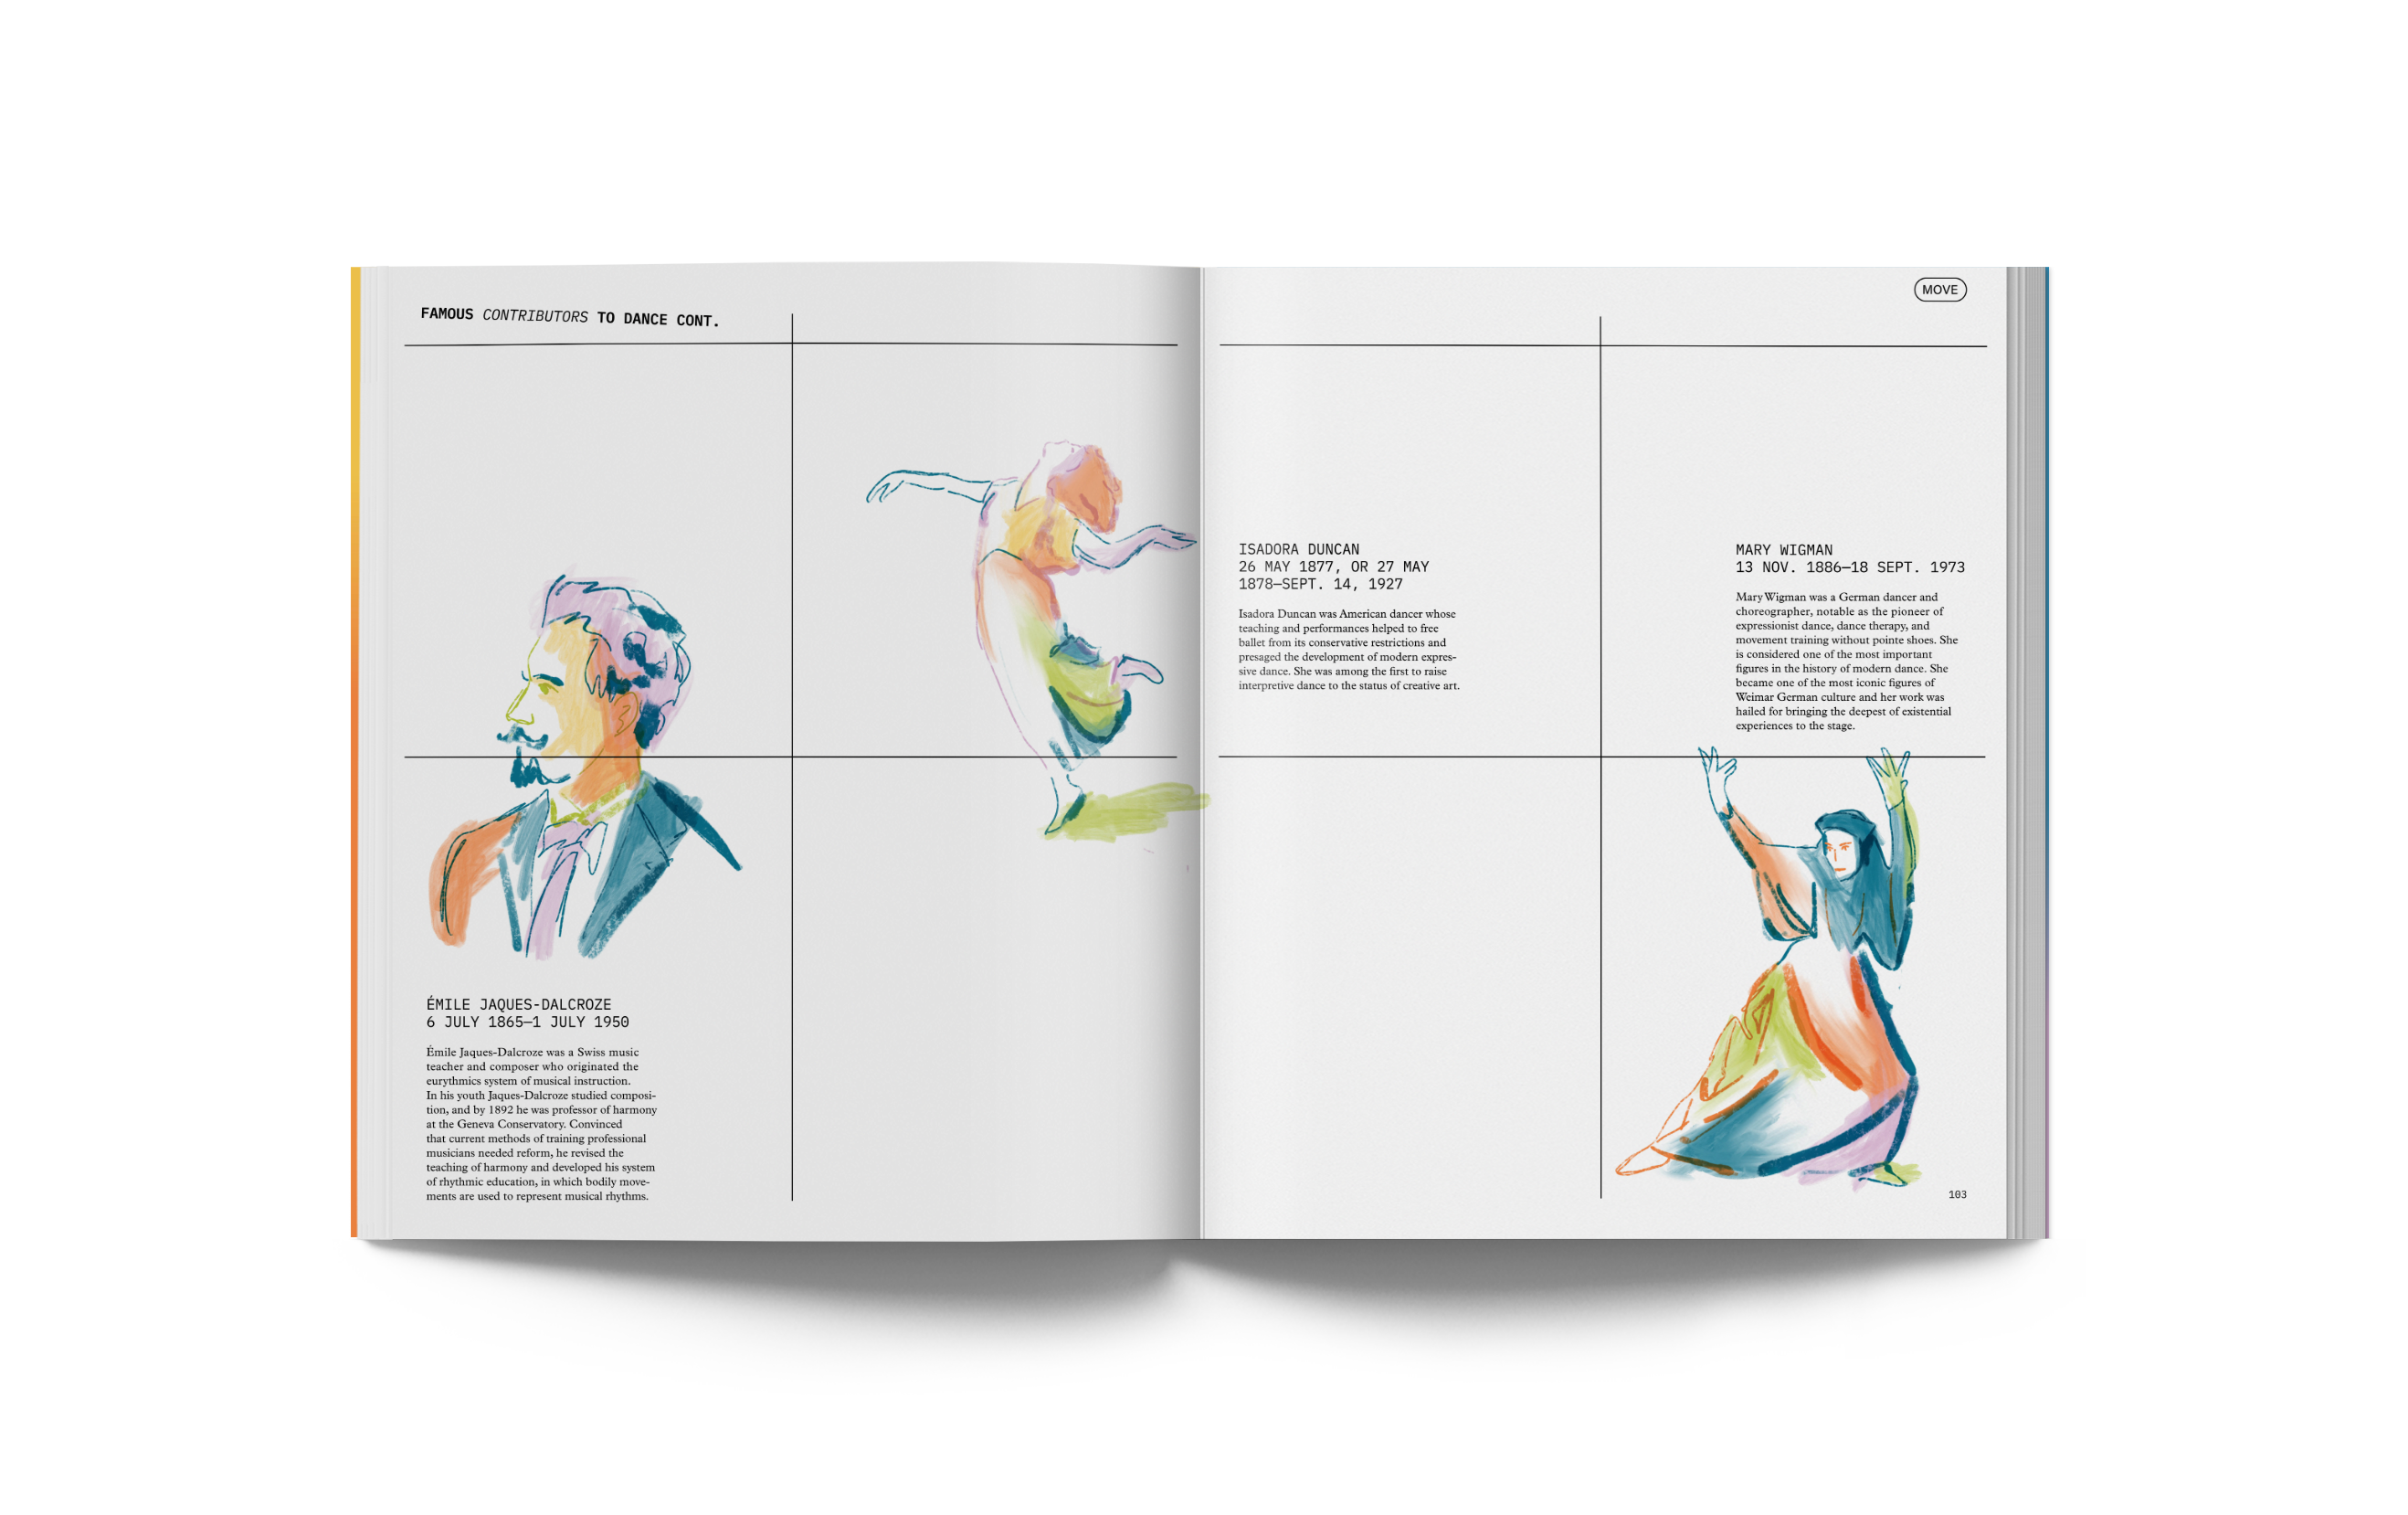 FAMOUS CONTRIBUTORS TO DANCE CONT.
ÉMILE JAQUES-DALCROZE
6 JULY 1865—1 JULY 1950
Émile Jaques-Dalcroze was a Swiss music
teacher and composer who originated the
eurythmics system of musical instruction.
In his youth Jaques-Dalcroze studied composi-
tion, and by 1892 he was professor of harmony
at the Geneva Conservatory. Convinced
that current methods of training professional
musicians needed reform, he revised the
teaching of harmony and developed his system
of rhythmic education, in which bodily move-
ments are used to represent musical rhythms.
MOVE
ISADORA DUNCAN
26 MAY 1877, OR 27 MAY
1878—SEPT. 14, 1927
Isadora Duncan was American dancer whose
teaching and performances helped to free
ballet from its conservative restrictions and
presaged the development of modern expres-
sive dance. She was among the first to raise
interpretive dance to the status of creative art.
MARY WIGMAN
13 NOV. 1886—18 SEPT. 1973
Mary Wigman was a German dancer and
choreographer, notable as the pioneer of
expressionist dance, dance therapy, and
movement training without pointe shoes. She
is considered one of the most important
figures in the history of modern dance. She
became one of the most iconic figures of
Weimar German culture and her work was
hailed for bringing the deepest of existential
experiences to the stage.
103